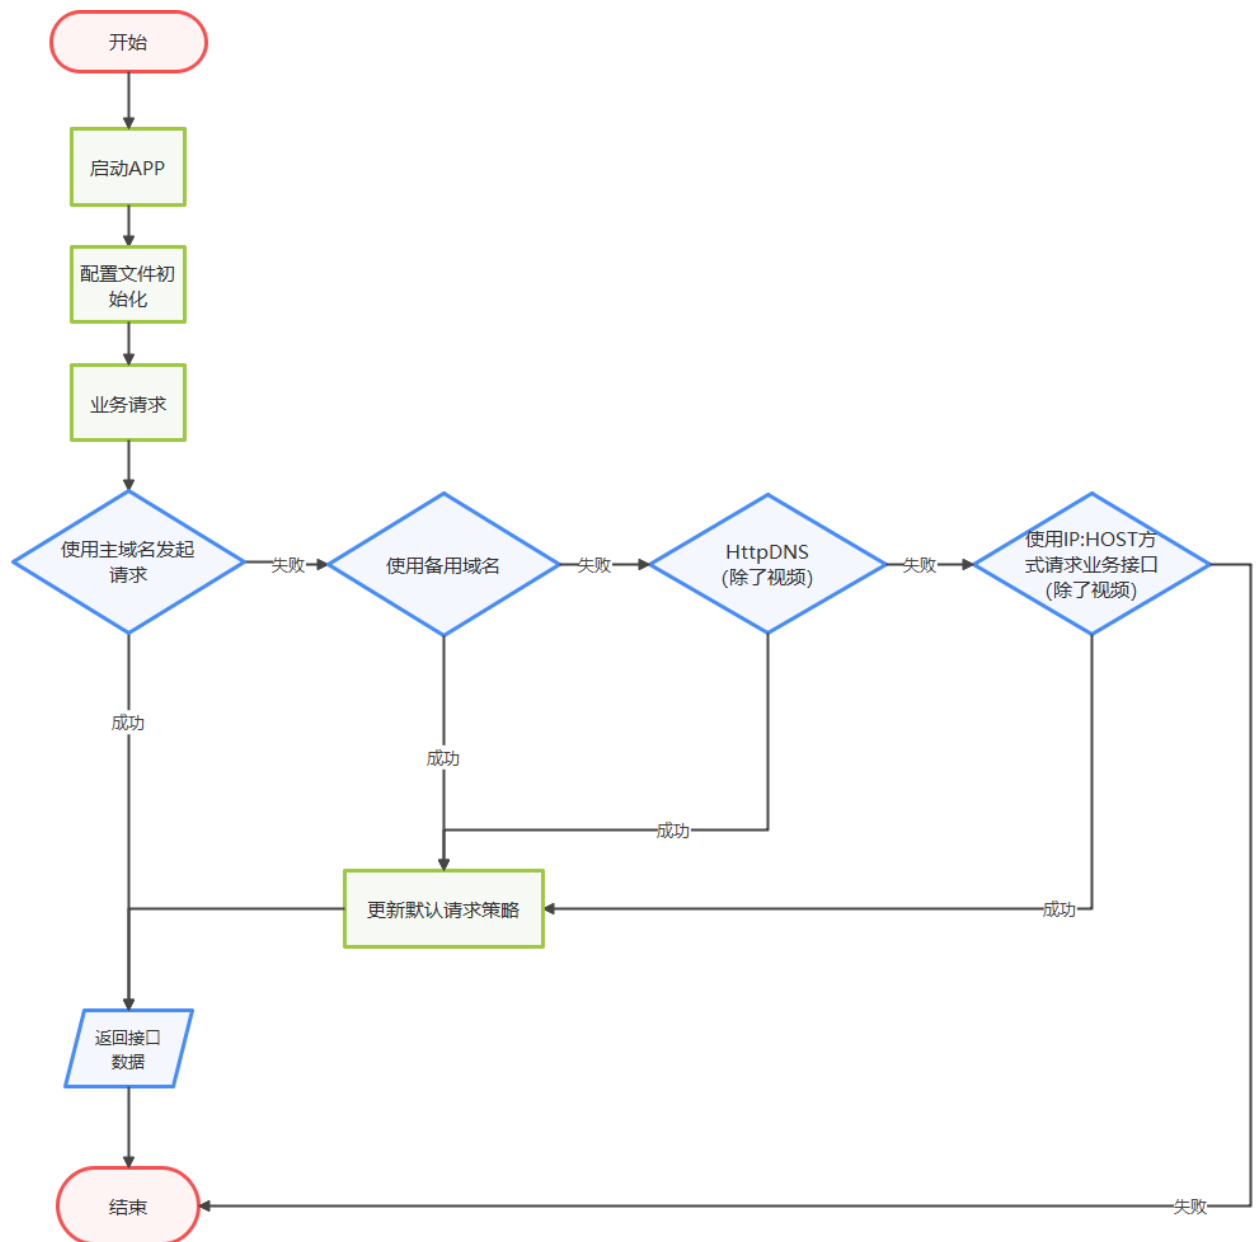 开始
启动APP
配置文件初
始化
业务请求
使用主域名发起
请求
失败
使用备用域名
失败
HttpDNS
(除了视频)
失败
使用IP:HOST方
式请求业务接口
(除了视频)
成功
成功
成功
更新默认请求策略
成功
返回接口
数据
结束
失败